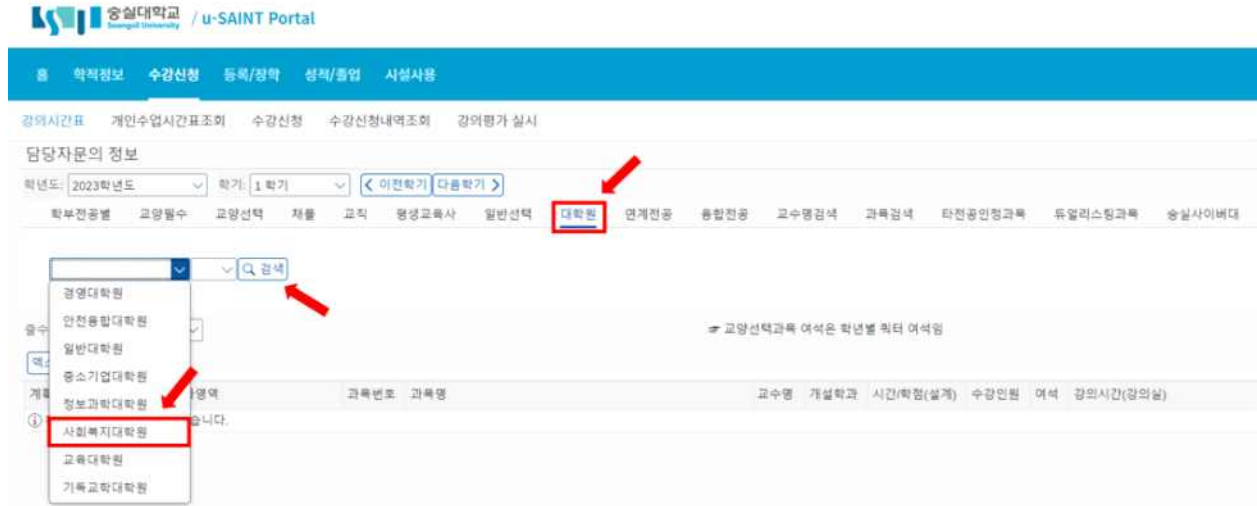 숭실대학교
Soongsil University
/ u-SAINT Portal
홈 학적정보 수강신청 등록/장학 성적/졸업 시설사용
강의시간표 개인수업시간표조회 수강신청 수강신청내역조회 강의평가 실시
담당자문의 정보
학년도: 2023학년도 학기: 1 학기 이전학기 다음학기
학부전공별 교양필수 교양선택 채플 교직 평생교육사 일반선택 대학원 연계전공 융합전공 교수명검색 과목검색 타전공인정과목 듀얼리스팅과목 숭실사이버대
검색
경영대학원
안전융합대학원
☞ 교양선택과목 여석은 학년별 쿼터 여석임
일반대학원
중소기업대학원
계획 영역 과목번호 과목명 교수명 개설학과 시간/학점(설계) 수강인원 여석 강의시간(강의실)
정보과학대학원
습니다.
사회복지대학원
교육대학원
기독교학대학원